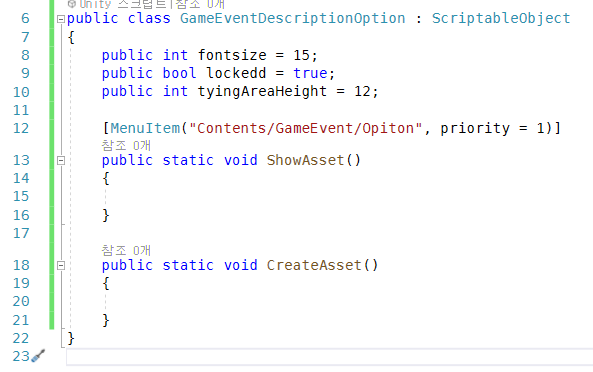 Unity 스크립트|참조 0개
6 public class GameEventDescriptionOption : ScriptableObject
7 {
8 public int fontsize = 15;
9 public bool lockedd = true;
10 public int tyingAreaHeight = 12;
11
12 [MenuItem("Contents/GameEvent/Opiton", priority = 1)]
참조 0개
13 public static void ShowAsset()
14 {
15
16 }
17
참조 0개
18 public static void CreateAsset()
19 {
20
21 }
22 }
23